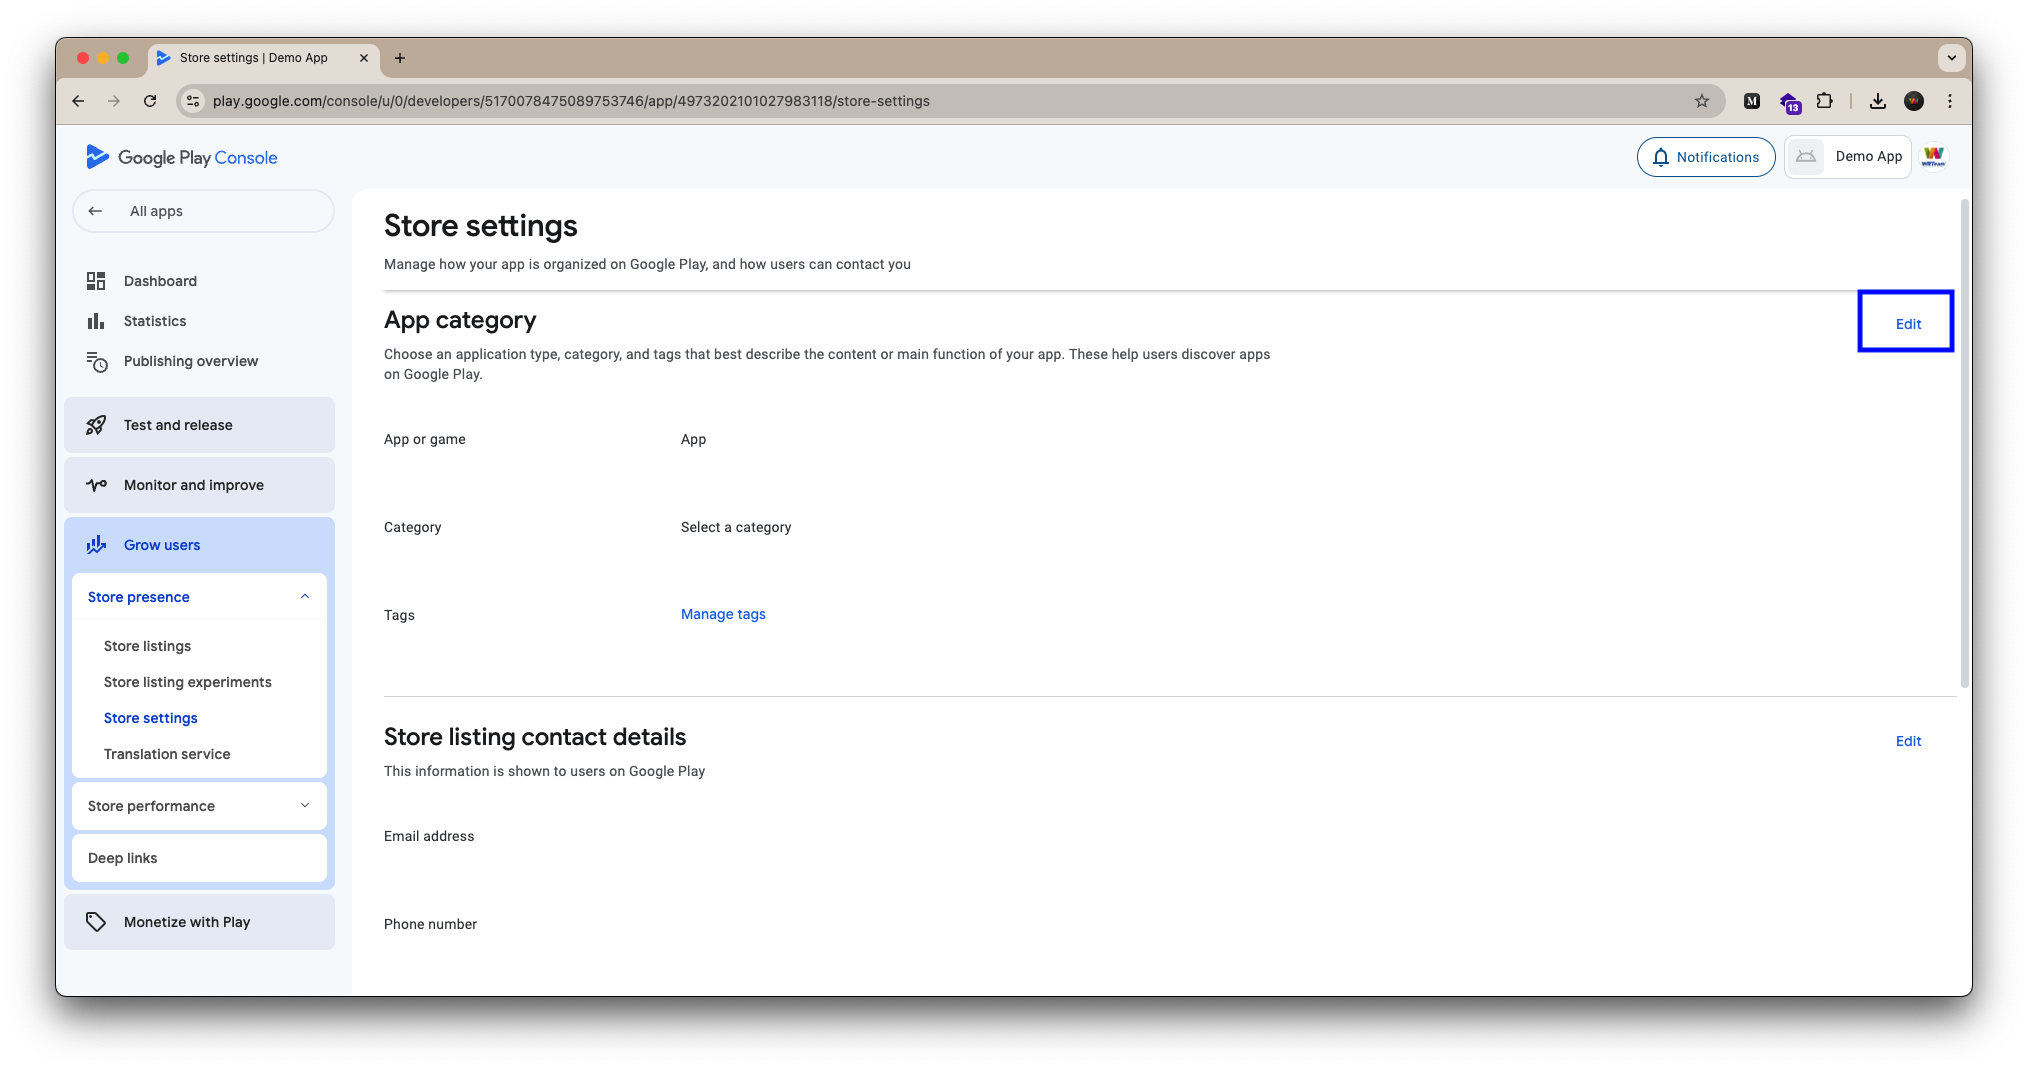 Store settings | Demo App
play.google.com/console/u/0/developers/5170078475089753746/app/4973202101027983118/store-settings
M
13
Google Play Console
Notifications
Demo App
WRTeam
All apps
Dashboard
Statistics
Publishing overview
Test and release
Monitor and improve
Grow users
Store presence
Store listings
Store listing experiments
Store settings
Translation service
Store performance
Deep links
Monetize with Play
Store settings
Manage how your app is organized on Google Play, and how users can contact you
App category
Edit
Choose an application type, category, and tags that best describe the content or main function of your app. These help users discover apps
on Google Play.
App or game
App
Category
Select a category
Tags
Manage tags
Store listing contact details
Edit
This information is shown to users on Google Play
Email address
Phone number